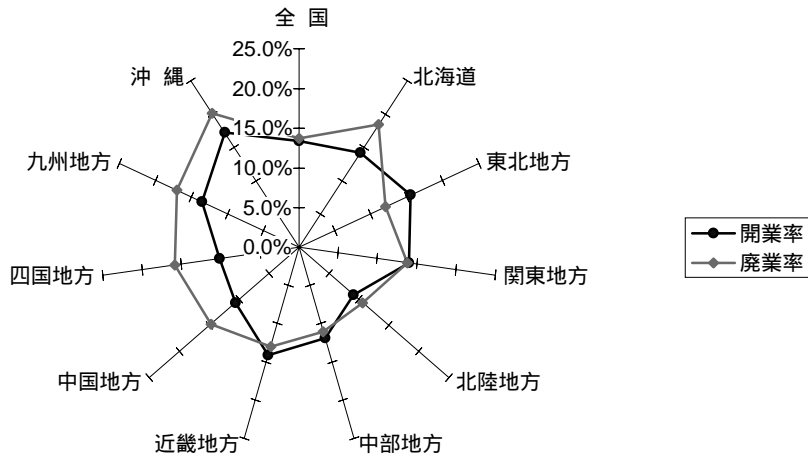 全 国
25.0%
20.0%
15.0%
10.0%
5.0%
0.0%
北海道
東北地方
関東地方
北陸地方
中部地方
近畿地方
中国地方
四国地方
九州地方
沖 縄
開業率
廃業率